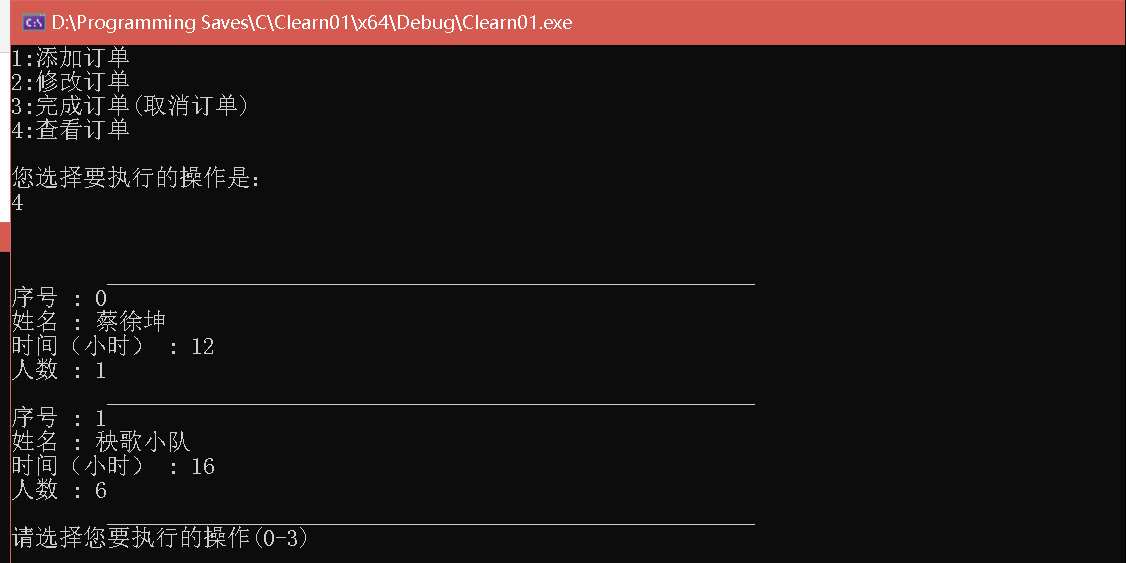 D:\Programming Saves\C\Clearn01\x64\Debug\Clearn01.exe
1:添加订单
2:修改订单
3:完成订单(取消订单)
4:查看订单
您选择要执行的操作是:
4
序号 : 0
姓名 : 蔡徐坤
时间（小时） : 12
人数 : 1
序号 : 1
姓名 : 秧歌小队
时间（小时） : 16
人数 : 6
请选择您要执行的操作(0-3)